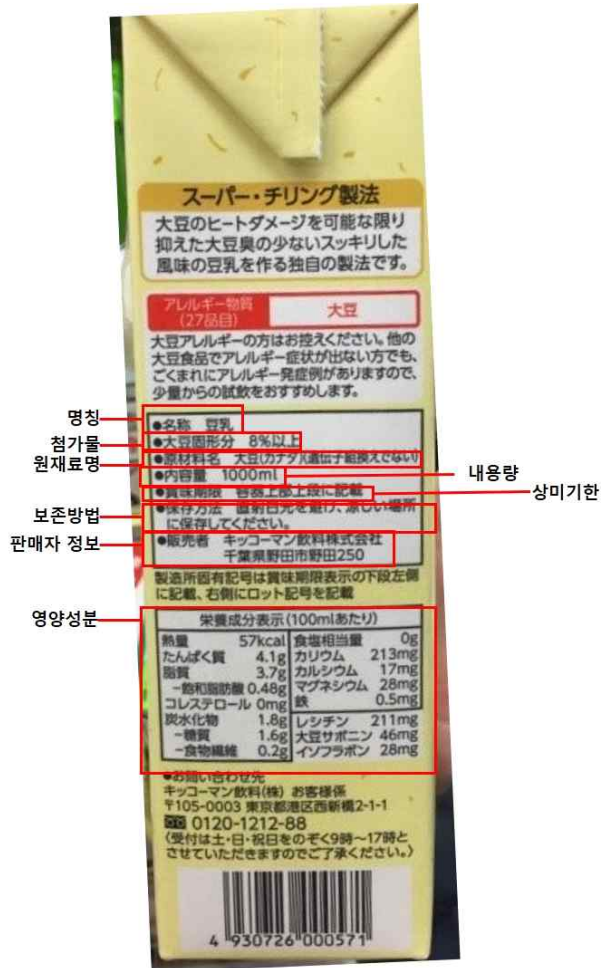 スーパー・チリング製法
大豆のヒートダメージを可能な限り
抑えた大豆臭の少ないスッキリした
風味の豆乳を作る独自の製法です。
アレルギー物質
(27品目)
大豆
大豆アレルギーの方はお控えください。他の
大豆食品でアレルギー症状が出ない方でも、
ごくまれにアレルギー発症例がありますので、
少量からの試飲をおすすめします。
명칭
●名称 豆乳
첨가물
●大豆固形分 8%以上
원재료명
●原材料名 大豆(カナダ)(遺伝子組換えでない)
●内容量 1000ml
내용량
●賞味期限 容器上部上段に記載
상미기한
보존방법
●保存方法 直射日光を避け、涼しい場所
に保存してください。
판매자 정보
●販売者 キッコーマン飲料株式会社
千葉県野田市野田250
製造所固有記号は賞味期限表示の下段左側
に記載、右側にロット記号を記載
영양성분
栄養成分表示(100mlあたり)
熱量 57kcal 食塩相当量 0g
たんぱく質 4.1g カリウム 213mg
脂質 3.7g カルシウム 17mg
−飽和脂肪酸 0.48g マグネシウム 28mg
コレステロール 0mg 鉄 0.5mg
炭水化物 1.8g レシチン 211mg
−糖質 1.6g 大豆サポニン 46mg
−食物繊維 0.2g イソフラボン 28mg
●お問い合わせ先
キッコーマン飲料(株) お客様係
〒105-0003 東京都港区西新橋2-1-1
0120-1212-88
〈受付は土・日・祝日をのぞく9時〜17時と
させていただきますのでご了承ください。〉
4 930726 000571